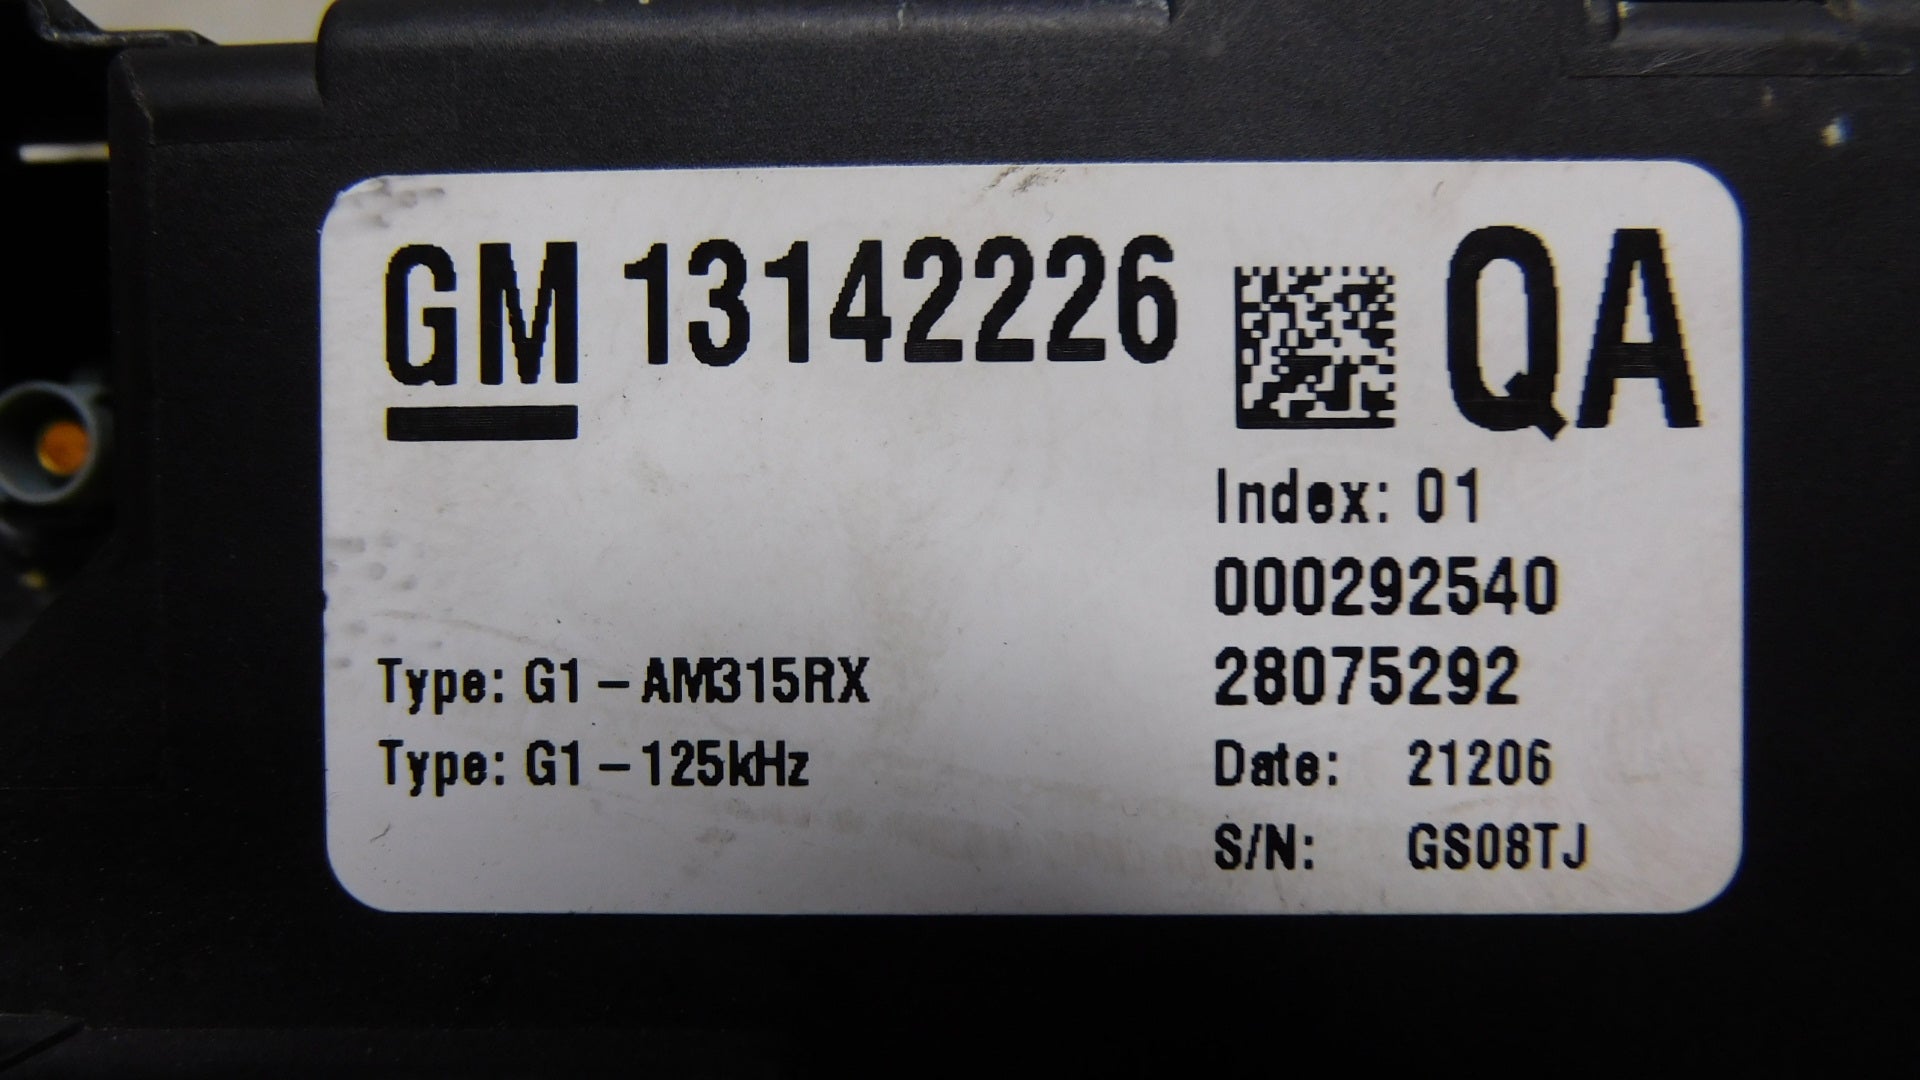 GM 13142226 QA
Index: 01
000292540
28075292
Type: G1-AM315RX
Type: G1-125kHz
Date: 21206
S/N: GS08TJ